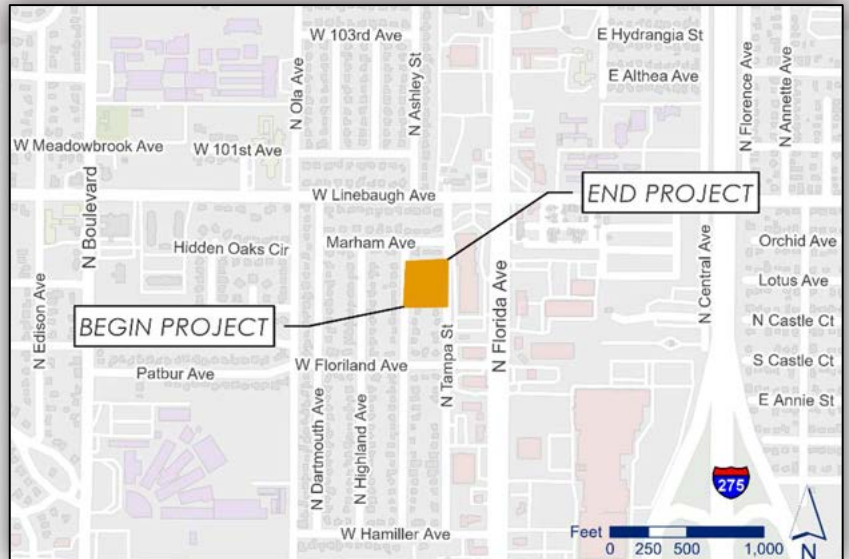 W 103rd Ave
E Hydrangia St
E Althea Ave
N Ola Ave
N Ashley St
N Florence Ave
N Annette Ave
W Meadowbrook Ave
W 101st Ave
W Linebaugh Ave
END PROJECT
N Boulevard
Hidden Oaks Cir
Marham Ave
Orchid Ave
N Edison Ave
N Florida Ave
N Central Ave
Lotus Ave
BEGIN PROJECT
N Castle Ct
N Tampa St
W Floriland Ave
S Castle Ct
Patbur Ave
N Dartmouth Ave
N Highland Ave
E Annie St
275
W Hamiller Ave
Feet
0 250 500 1,000
N